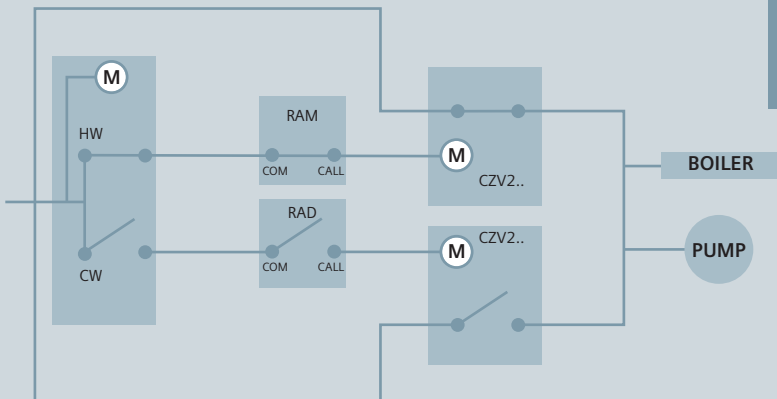 M
HW
CW
RAM
COM CALL
RAD
COM CALL
M
CZV2..
CZV2..
M
BOILER
PUMP